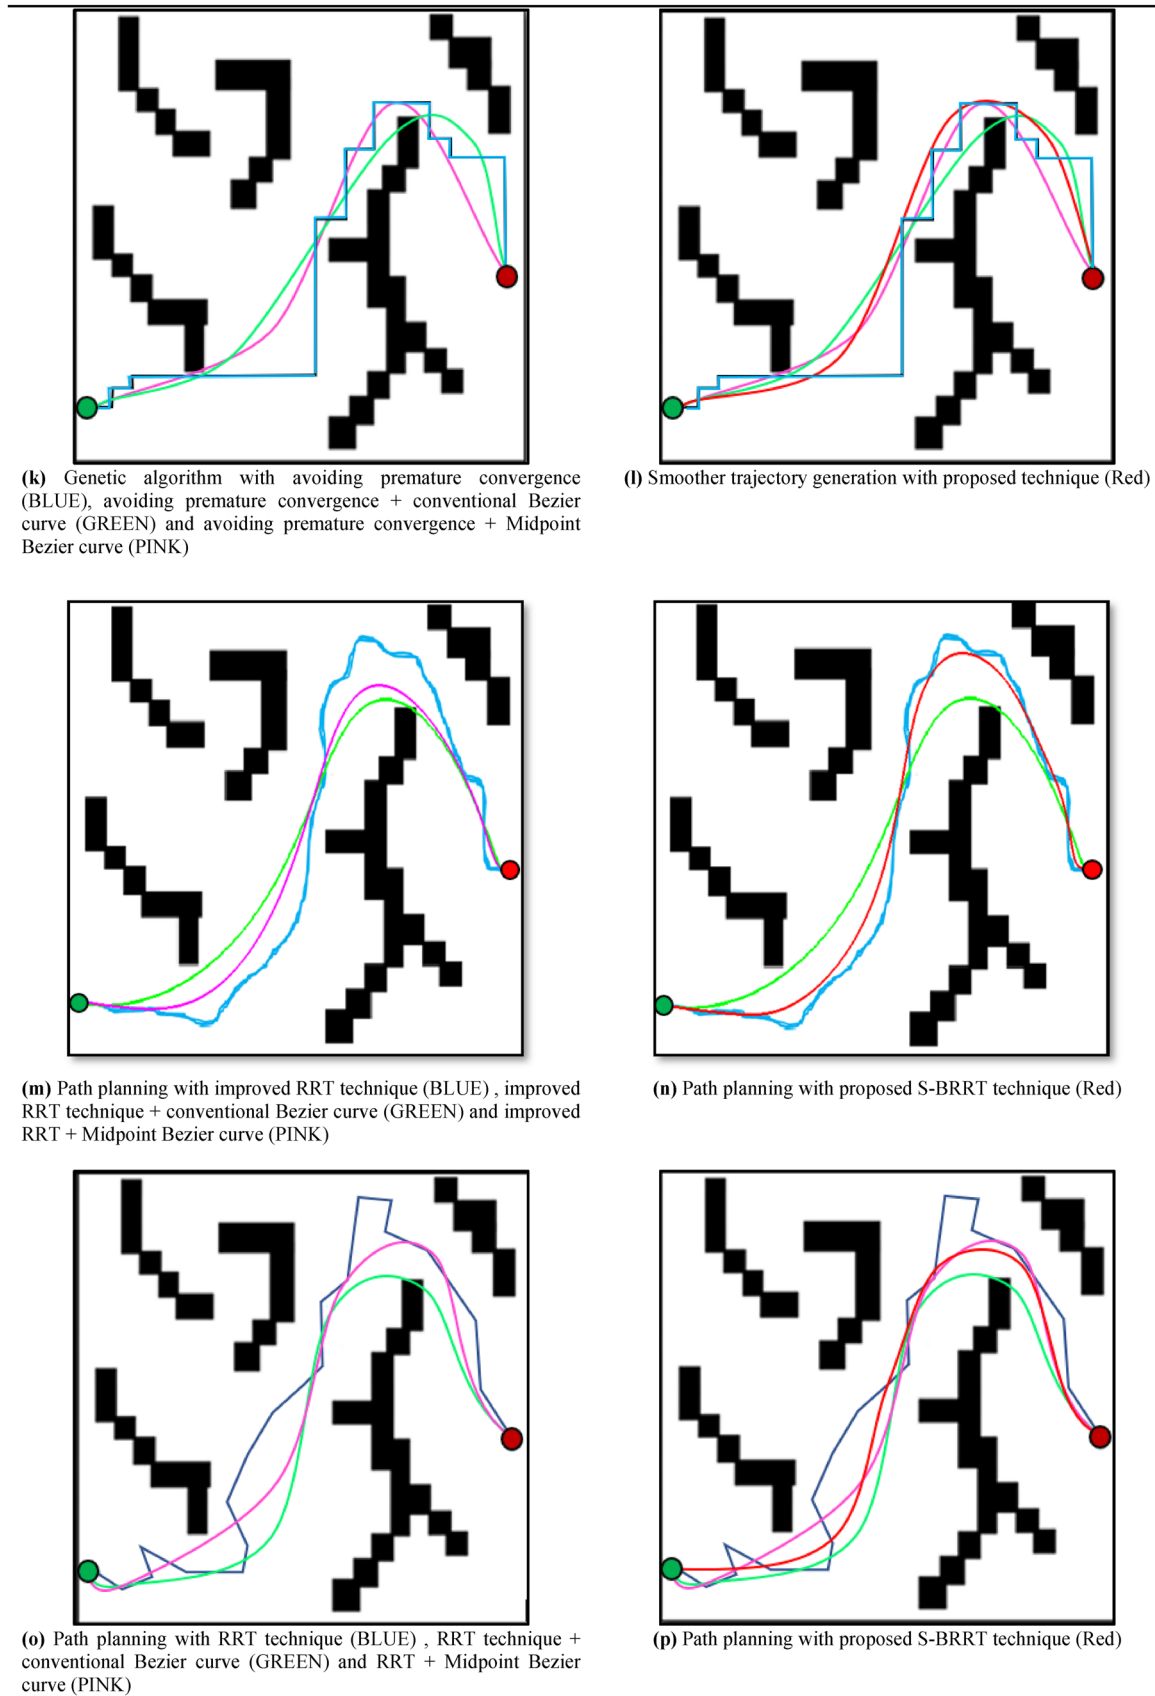 (k) Genetic algorithm with avoiding premature convergence
(BLUE), avoiding premature convergence + conventional Bezier
curve (GREEN) and avoiding premature convergence + Midpoint
Bezier curve (PINK)
(l) Smoother trajectory generation with proposed technique (Red)
(m) Path planning with improved RRT technique (BLUE) , improved
RRT technique + conventional Bezier curve (GREEN) and improved
RRT + Midpoint Bezier curve (PINK)
(n) Path planning with proposed S-BRRT technique (Red)
(o) Path planning with RRT technique (BLUE) , RRT technique +
conventional Bezier curve (GREEN) and RRT + Midpoint Bezier
curve (PINK)
(p) Path planning with proposed S-BRRT technique (Red)